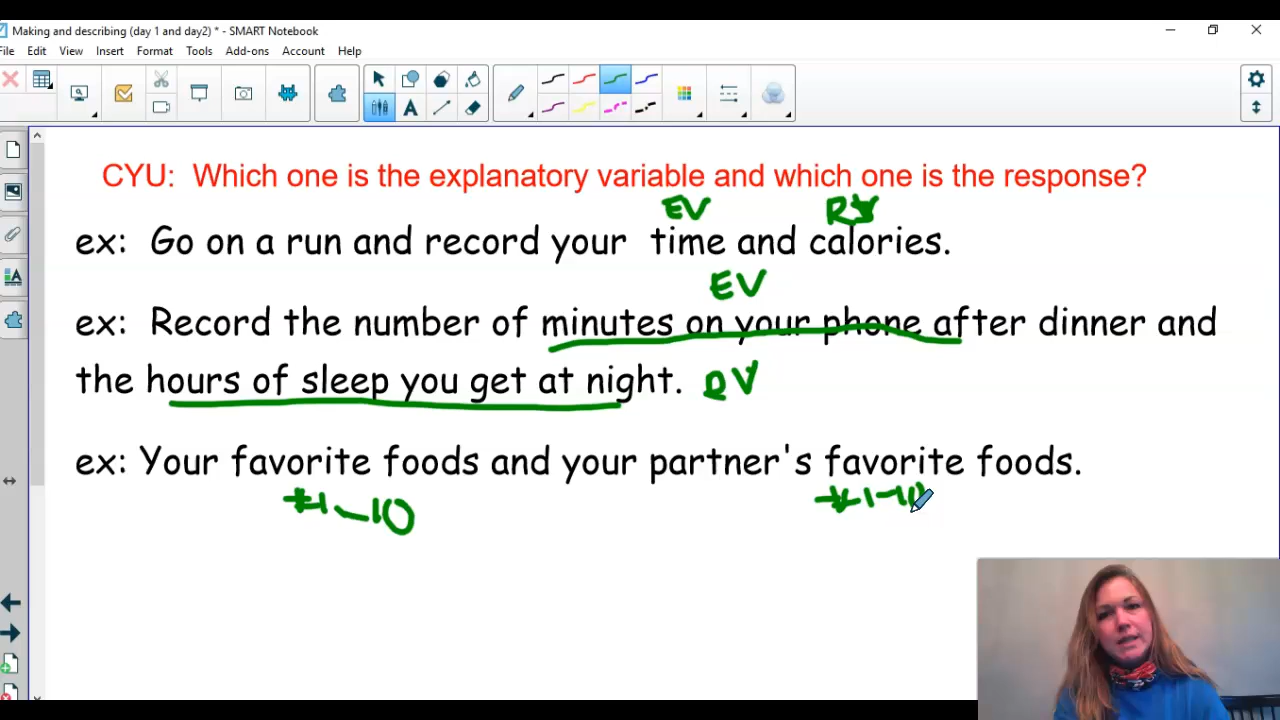 Making and describing (day 1 and day2) * - SMART Notebook
File Edit View Insert Format Tools Add-ons Account Help
CYU: Which one is the explanatory variable and which one is the response?
EV RV
ex: Go on a run and record your time and calories.
EV
ex: Record the number of minutes on your phone after dinner and
the hours of sleep you get at night. RV
ex: Your favorite foods and your partner's favorite foods.
#1-10 #1-10